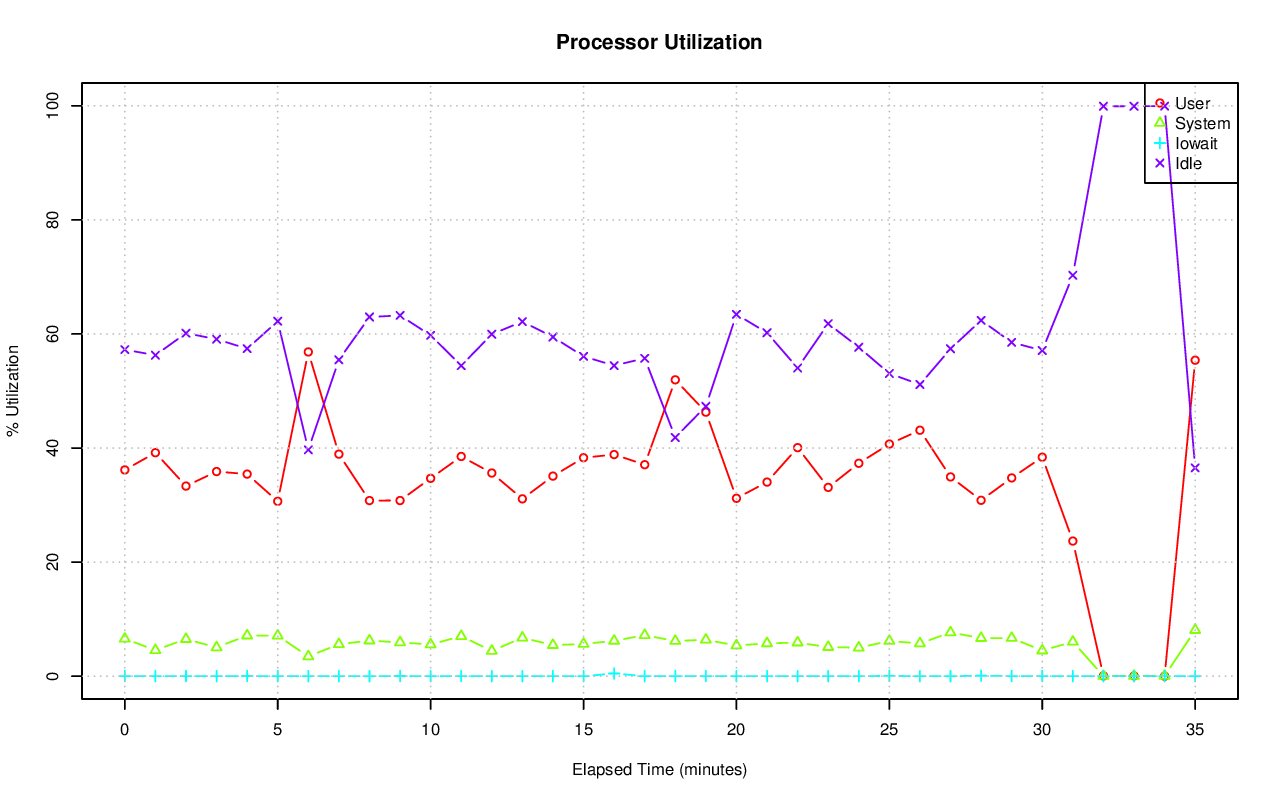 Processor Utilization
% Utilization
100
80
60
40
20
0
User
System
Iowait
Idle
0 5 10 15 20 25 30 35
Elapsed Time (minutes)